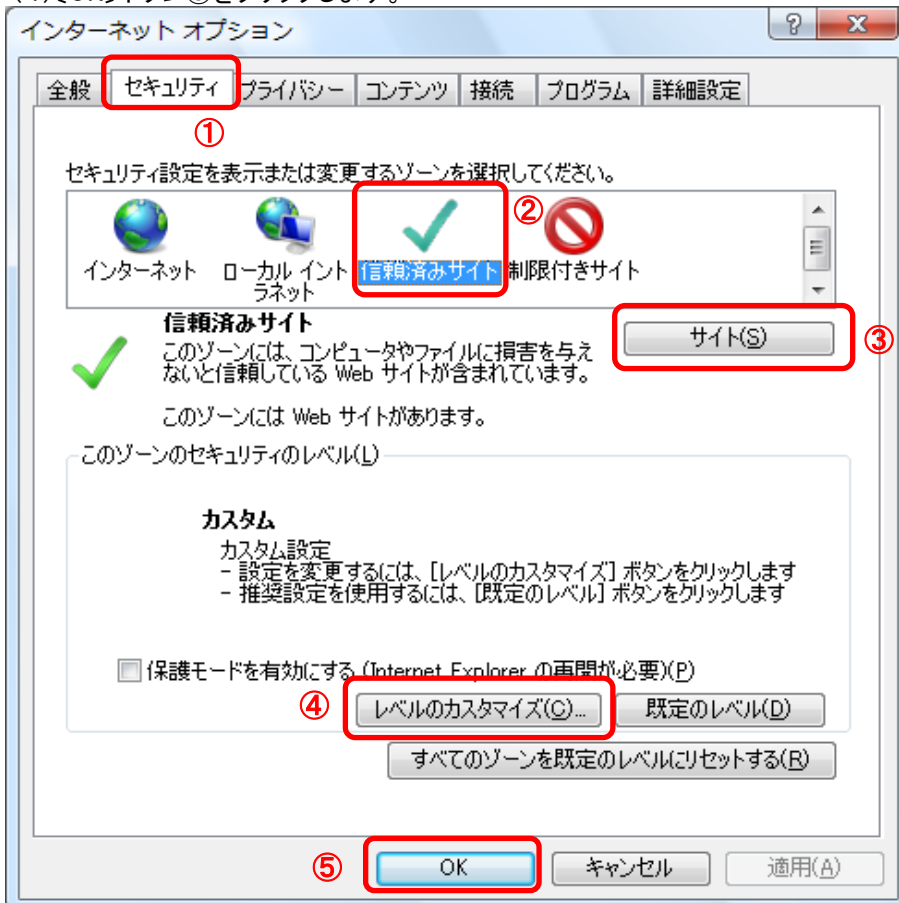 インターネット オプション
全般 セキュリティ プライバシー コンテンツ 接続 プログラム 詳細設定
①
セキュリティ設定を表示または変更するゾーンを選択してください。
②
インターネット ローカル イントラネット 信頼済みサイト 制限付きサイト
信頼済みサイト
サイト(S) ③
このゾーンには、コンピュータやファイルに損害を与え
ないと信頼している Web サイトが含まれています。
このゾーンには Web サイトがあります。
このゾーンのセキュリティのレベル(L)
カスタム
カスタム設定
- 設定を変更するには、[レベルのカスタマイズ] ボタンをクリックします
- 推奨設定を使用するには、[既定のレベル] ボタンをクリックします
保護モードを有効にする (Internet Explorer の再開が必要)(P)
④ レベルのカスタマイズ(C)... 既定のレベル(D)
すべてのゾーンを既定のレベルにリセットする(R)
⑤ OK キャンセル 適用(A)